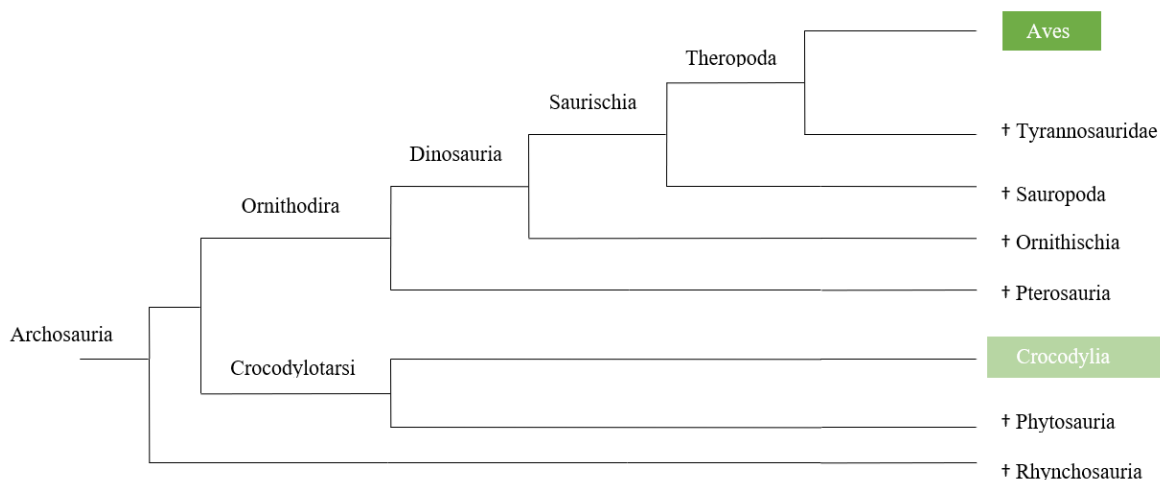 Aves
Theropoda
Saurischia
† Tyrannosauridae
Dinosauria
† Sauropoda
Ornithodira
† Ornithischia
† Pterosauria
Archosauria
Crocodylia
Crocodylotarsi
† Phytosauria
† Rhynchosauria